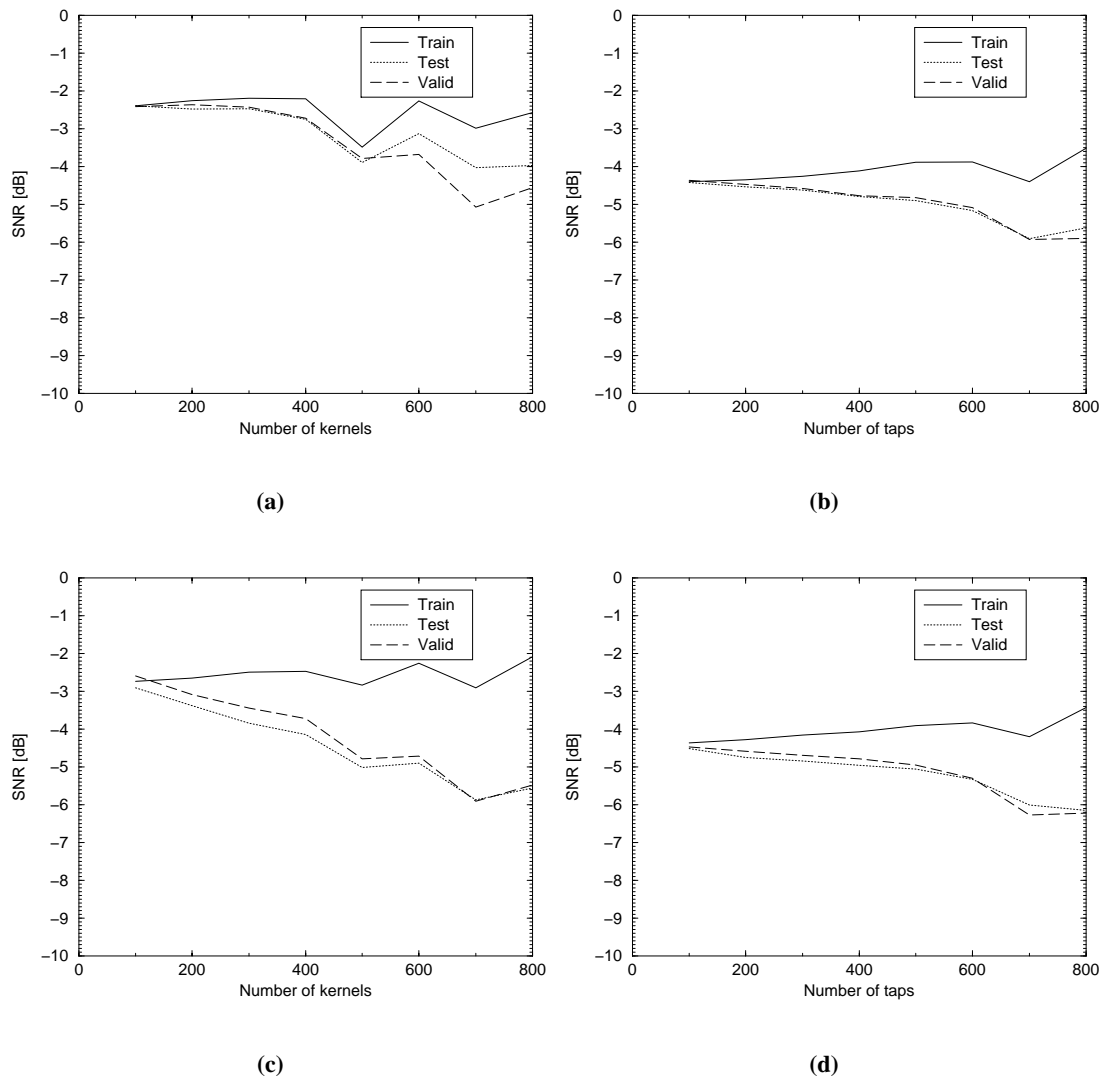 0
−1
−2
−3
−4
−5
−6
−7
−8
−9
−10
SNR [dB]
Train
Test
Valid
0 200 400 600 800
Number of kernels
(a)
0
−1
−2
−3
−4
−5
−6
−7
−8
−9
−10
SNR [dB]
Train
Test
Valid
0 200 400 600 800
Number of taps
(b)
0
−1
−2
−3
−4
−5
−6
−7
−8
−9
−10
SNR [dB]
Train
Test
Valid
0 200 400 600 800
Number of kernels
(c)
0
−1
−2
−3
−4
−5
−6
−7
−8
−9
−10
SNR [dB]
Train
Test
Valid
0 200 400 600 800
Number of taps
(d)